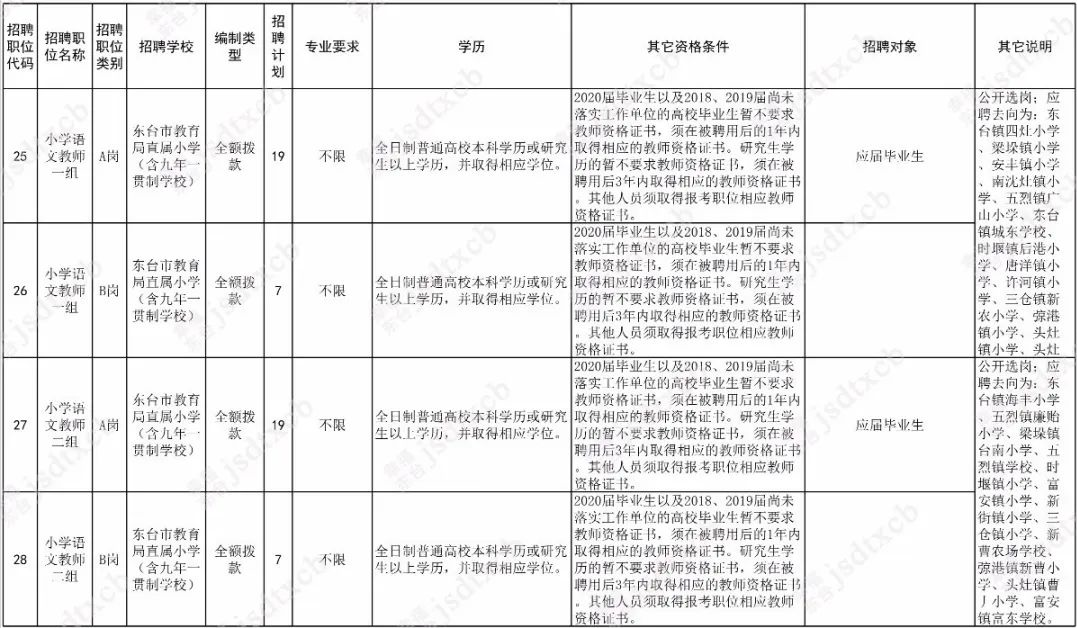 招聘
职位
代码
招聘职
位名称
招聘
职位
类别
招聘学校
编制类
型
招
聘
计
划
专业要求
学历
其它资格条件
招聘对象
其它说明
25
小学语
文教师
一组
A岗
东台市教育
局直属小学
（含九年一
贯制学校）
全额拨
款
19
不限
全日制普通高校本科学历或研究
生以上学历，并取得相应学位。
2020届毕业生以及2018、2019届尚未
落实工作单位的高校毕业生暂不要求
教师资格证书，须在被聘用后的1年内
取得相应的教师资格证书。研究生学
历的暂不要求教师资格证书，须在被
聘用后3年内取得相应的教师资格证书
。其他人员须取得报考职位相应教师
资格证书。
应届毕业生
公开选岗；应
聘去向为：东
台镇四灶小学
、梁垛镇小学
、安丰镇小学
、南沈灶镇小
学、五烈镇广
山小学、东台
镇城东学校、
时堰镇后港小
学、唐洋镇小
学、许河镇小
学、三仓镇新
农小学、弶港
镇小学、头灶
镇小学、头灶
26
小学语
文教师
一组
B岗
东台市教育
局直属小学
（含九年一
贯制学校）
全额拨
款
7
不限
全日制普通高校本科学历或研究
生以上学历，并取得相应学位。
2020届毕业生以及2018、2019届尚未
落实工作单位的高校毕业生暂不要求
教师资格证书，须在被聘用后的1年内
取得相应的教师资格证书。研究生学
历的暂不要求教师资格证书，须在被
聘用后3年内取得相应的教师资格证书
。其他人员须取得报考职位相应教师
资格证书。
27
小学语
文教师
二组
A岗
东台市教育
局直属小学
（含九年一
贯制学校）
全额拨
款
19
不限
全日制普通高校本科学历或研究
生以上学历，并取得相应学位。
2020届毕业生以及2018、2019届尚未
落实工作单位的高校毕业生暂不要求
教师资格证书，须在被聘用后的1年内
取得相应的教师资格证书。研究生学
历的暂不要求教师资格证书，须在被
聘用后3年内取得相应的教师资格证书
。其他人员须取得报考职位相应教师
资格证书。
应届毕业生
公开选岗；应
聘去向为：东
台镇海丰小学
、五烈镇廉贻
小学、梁垛镇
台南小学、五
烈镇学校、时
堰镇小学、富
安镇小学、新
街镇小学、三
仓镇小学、新
曹农场学校、
弶港镇新曹小
学、头灶镇曹
丿小学、富安
镇富东学校。
28
小学语
文教师
二组
B岗
东台市教育
局直属小学
（含九年一
贯制学校）
全额拨
款
7
不限
全日制普通高校本科学历或研究
生以上学历，并取得相应学位。
2020届毕业生以及2018、2019届尚未
落实工作单位的高校毕业生暂不要求
教师资格证书，须在被聘用后的1年内
取得相应的教师资格证书。研究生学
历的暂不要求教师资格证书，须在被
聘用后3年内取得相应的教师资格证书
。其他人员须取得报考职位相应教师
资格证书。